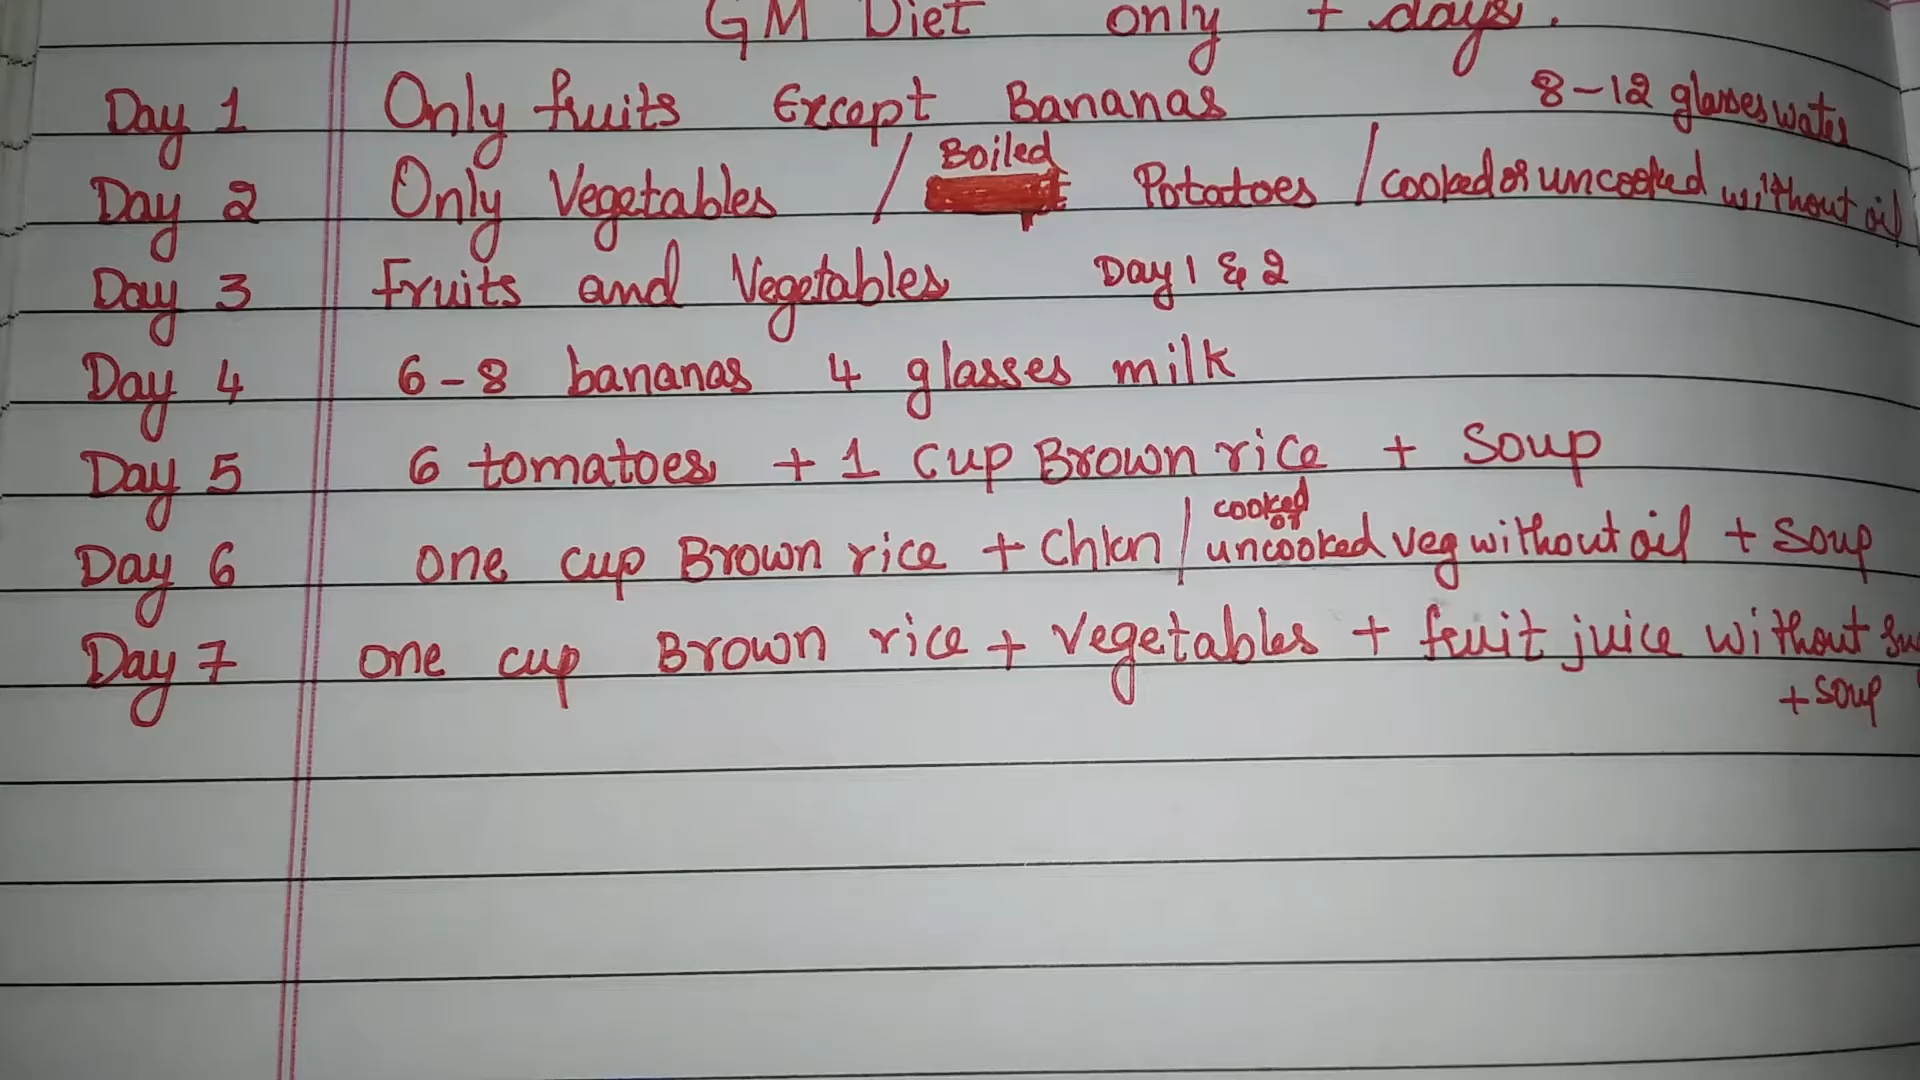 GM Diet only 7 days.
Day 1 Only fruits Except Bananas 8-12 glasses water
Day 2 Only Vegetables / Boiled Potatoes / cooked or uncooked without oil
Day 3 Fruits and Vegetables Day 1 & 2
Day 4 6-8 bananas 4 glasses milk
Day 5 6 tomatoes + 1 cup Brown rice + Soup
Day 6 one cup Brown rice + Chkn / cooked or uncooked veg without oil + Soup
Day 7 one cup Brown rice + Vegetables + fruit juice without
+ soup